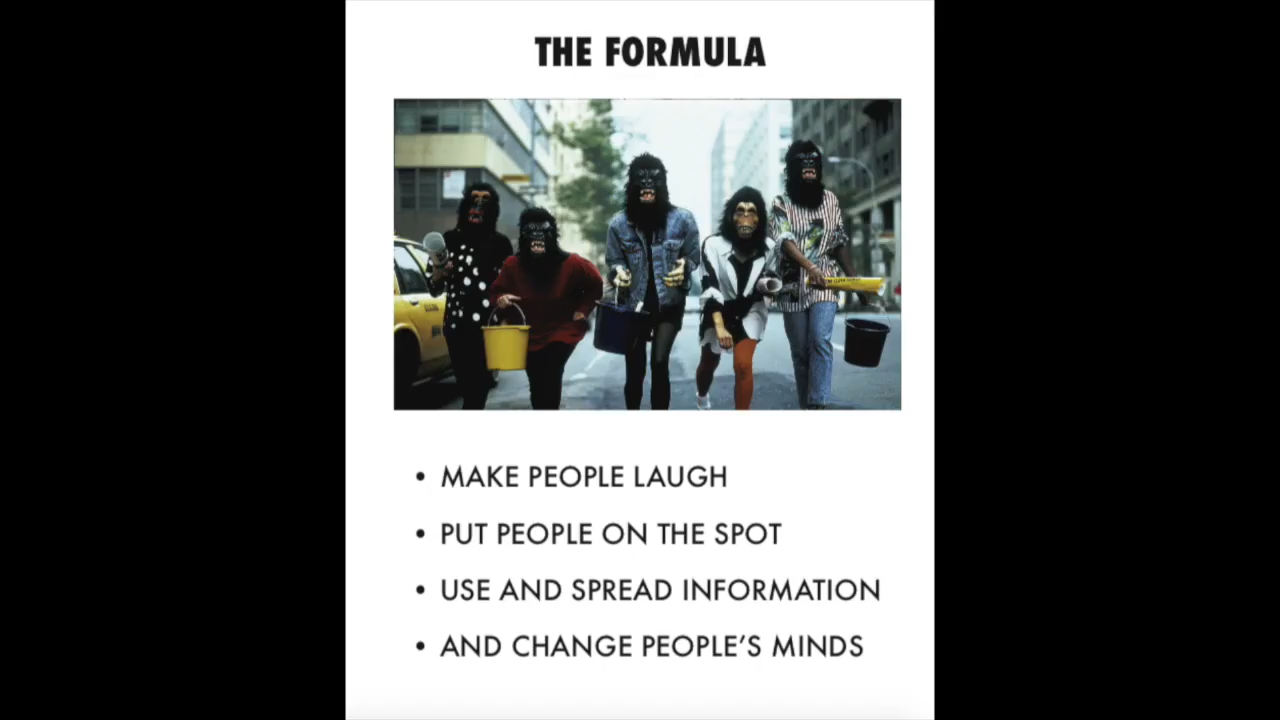 THE FORMULA
• MAKE PEOPLE LAUGH
• PUT PEOPLE ON THE SPOT
• USE AND SPREAD INFORMATION
• AND CHANGE PEOPLE'S MINDS